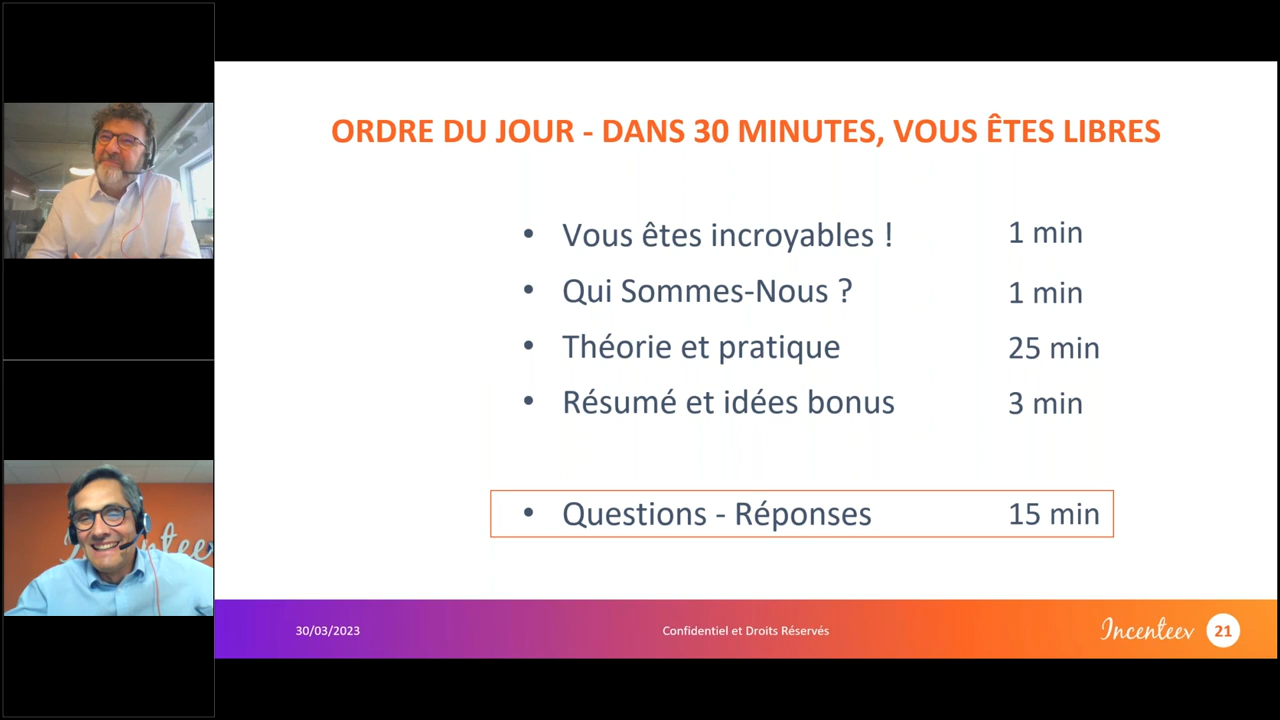 ORDRE DU JOUR - DANS 30 MINUTES, VOUS ÊTES LIBRES
• Vous êtes incroyables ! 1 min
• Qui Sommes-Nous ? 1 min
• Théorie et pratique 25 min
• Résumé et idées bonus 3 min
• Questions - Réponses 15 min
Incenteev
30/03/2023 Confidentiel et Droits Réservés Incenteev 21